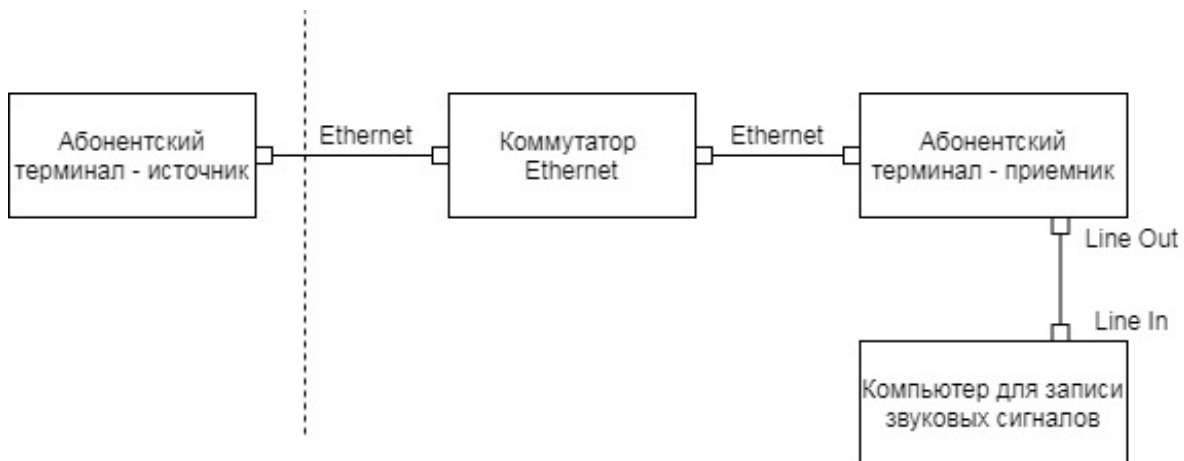 Абонентский
терминал - источник
Ethernet
Коммутатор
Ethernet
Ethernet
Абонентский
терминал - приемник
Line Out
Line In
Компьютер для записи
звуковых сигналов